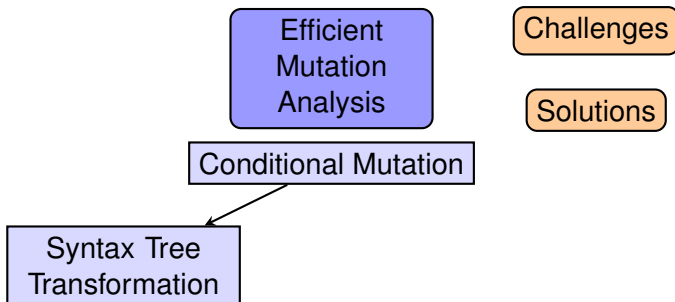 Efficient
Mutation
Analysis
Challenges
Solutions
Conditional Mutation
Syntax Tree
Transformation